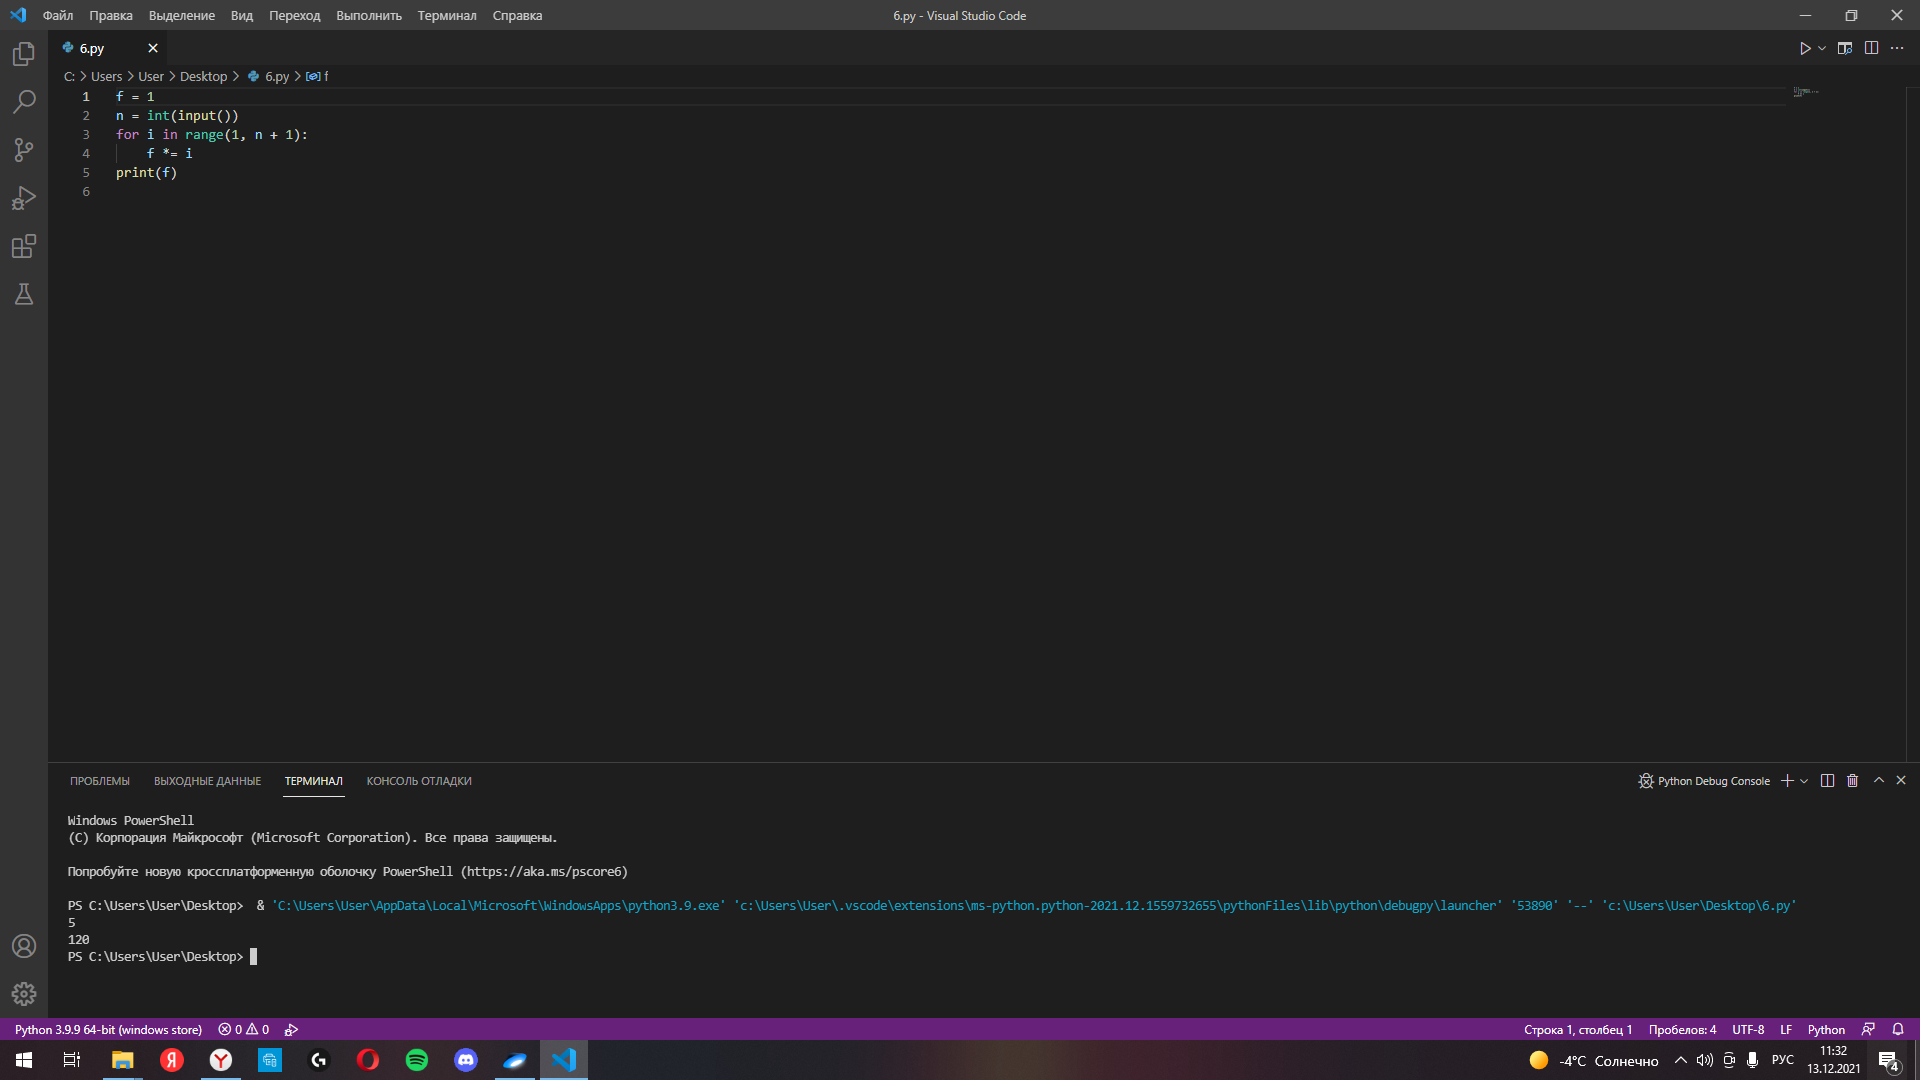 Файл Правка Выделение Вид Переход Выполнить Терминал Справка
6.py - Visual Studio Code
6.py
C: Users User Desktop 6.py f
1 f = 1
2 n = int(input())
3 for i in range(1, n + 1):
4 f *= i
5 print(f)
6
ПРОБЛЕМЫ ВЫХОДНЫЕ ДАННЫЕ ТЕРМИНАЛ КОНСОЛЬ ОТЛАДКИ
Python Debug Console
Windows PowerShell
(C) Корпорация Майкрософт (Microsoft Corporation). Все права защищены.
Попробуйте новую кроссплатформенную оболочку PowerShell (https://aka.ms/pscore6)
PS C:\Users\User\Desktop> & 'C:\Users\User\AppData\Local\Microsoft\WindowsApps\python3.9.exe' 'c:\Users\User\.vscode\extensions\ms-python.python-2021.12.1559732655\pythonFiles\lib\python\debugpy\launcher' '53890' '--' 'c:\Users\User\Desktop\6.py'
5
120
PS C:\Users\User\Desktop>
Python 3.9.9 64-bit (windows store) 0 0
Строка 1, столбец 1 Пробелов: 4 UTF-8 LF Python
-4°C Солнечно РУС
11:32
13.12.2021
4